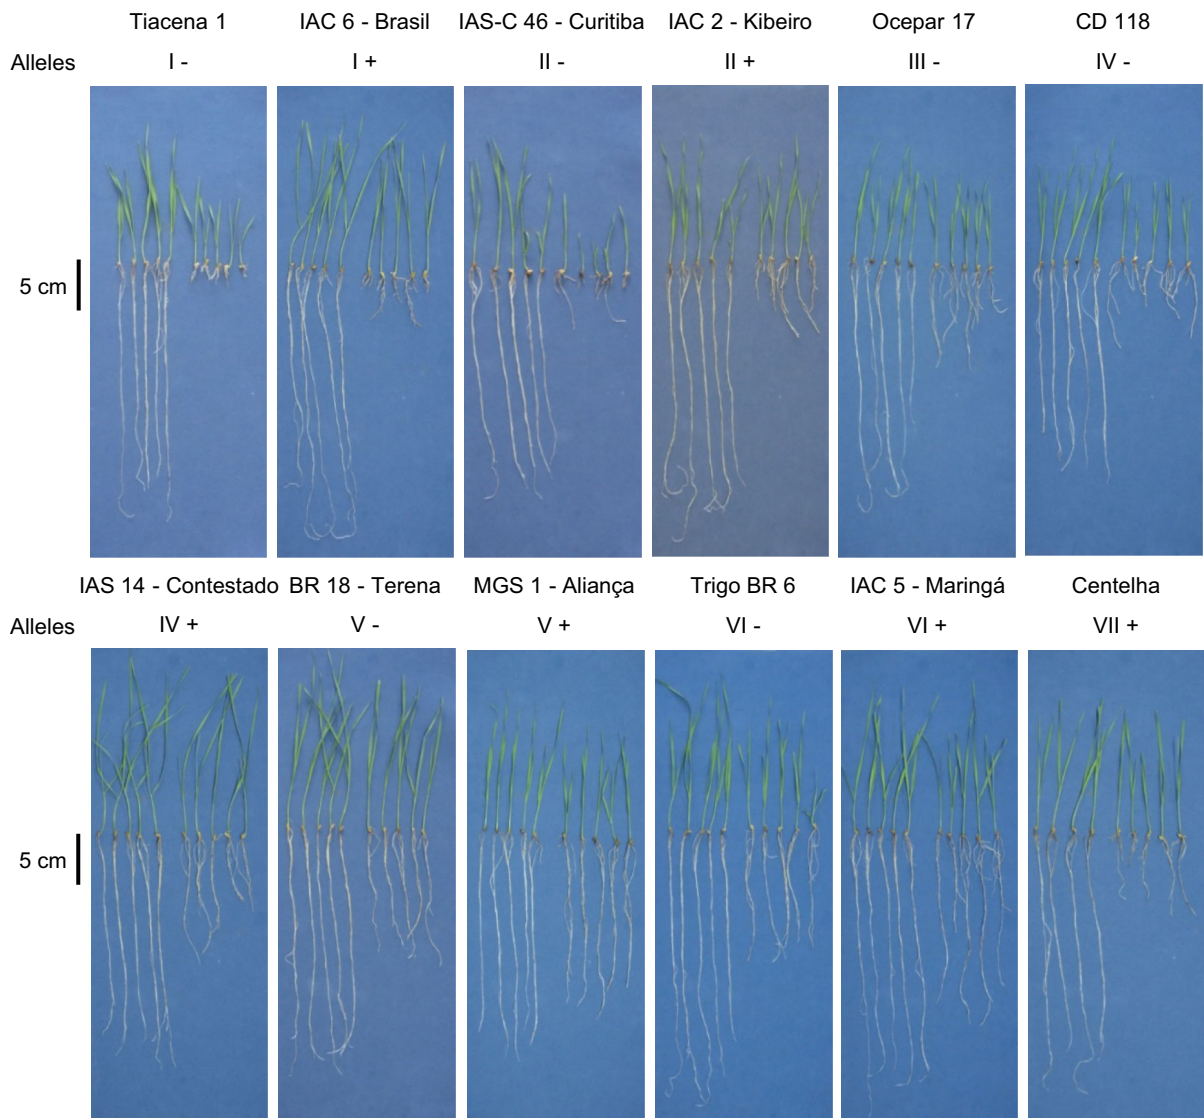 Tiacena 1 IAC 6 - Brasil IAS-C 46 - Curitiba IAC 2 - Kibeiro Ocepar 17 CD 118
Alleles I - I + II - II + III - IV -
5 cm
IAS 14 - Contestado BR 18 - Terena MGS 1 - Aliança Trigo BR 6 IAC 5 - Maringá Centelha
Alleles IV + V - V + VI - VI + VII +
5 cm